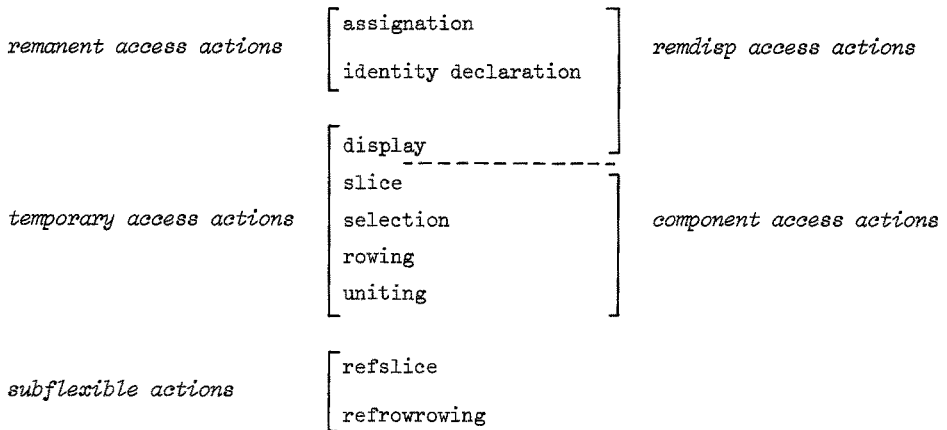 assignation
remanent access actions remdisp access actions
identity declaration
display
slice
temporary access actions selection component access actions
rowing
uniting
refslice
subflexible actions
refrowrowing